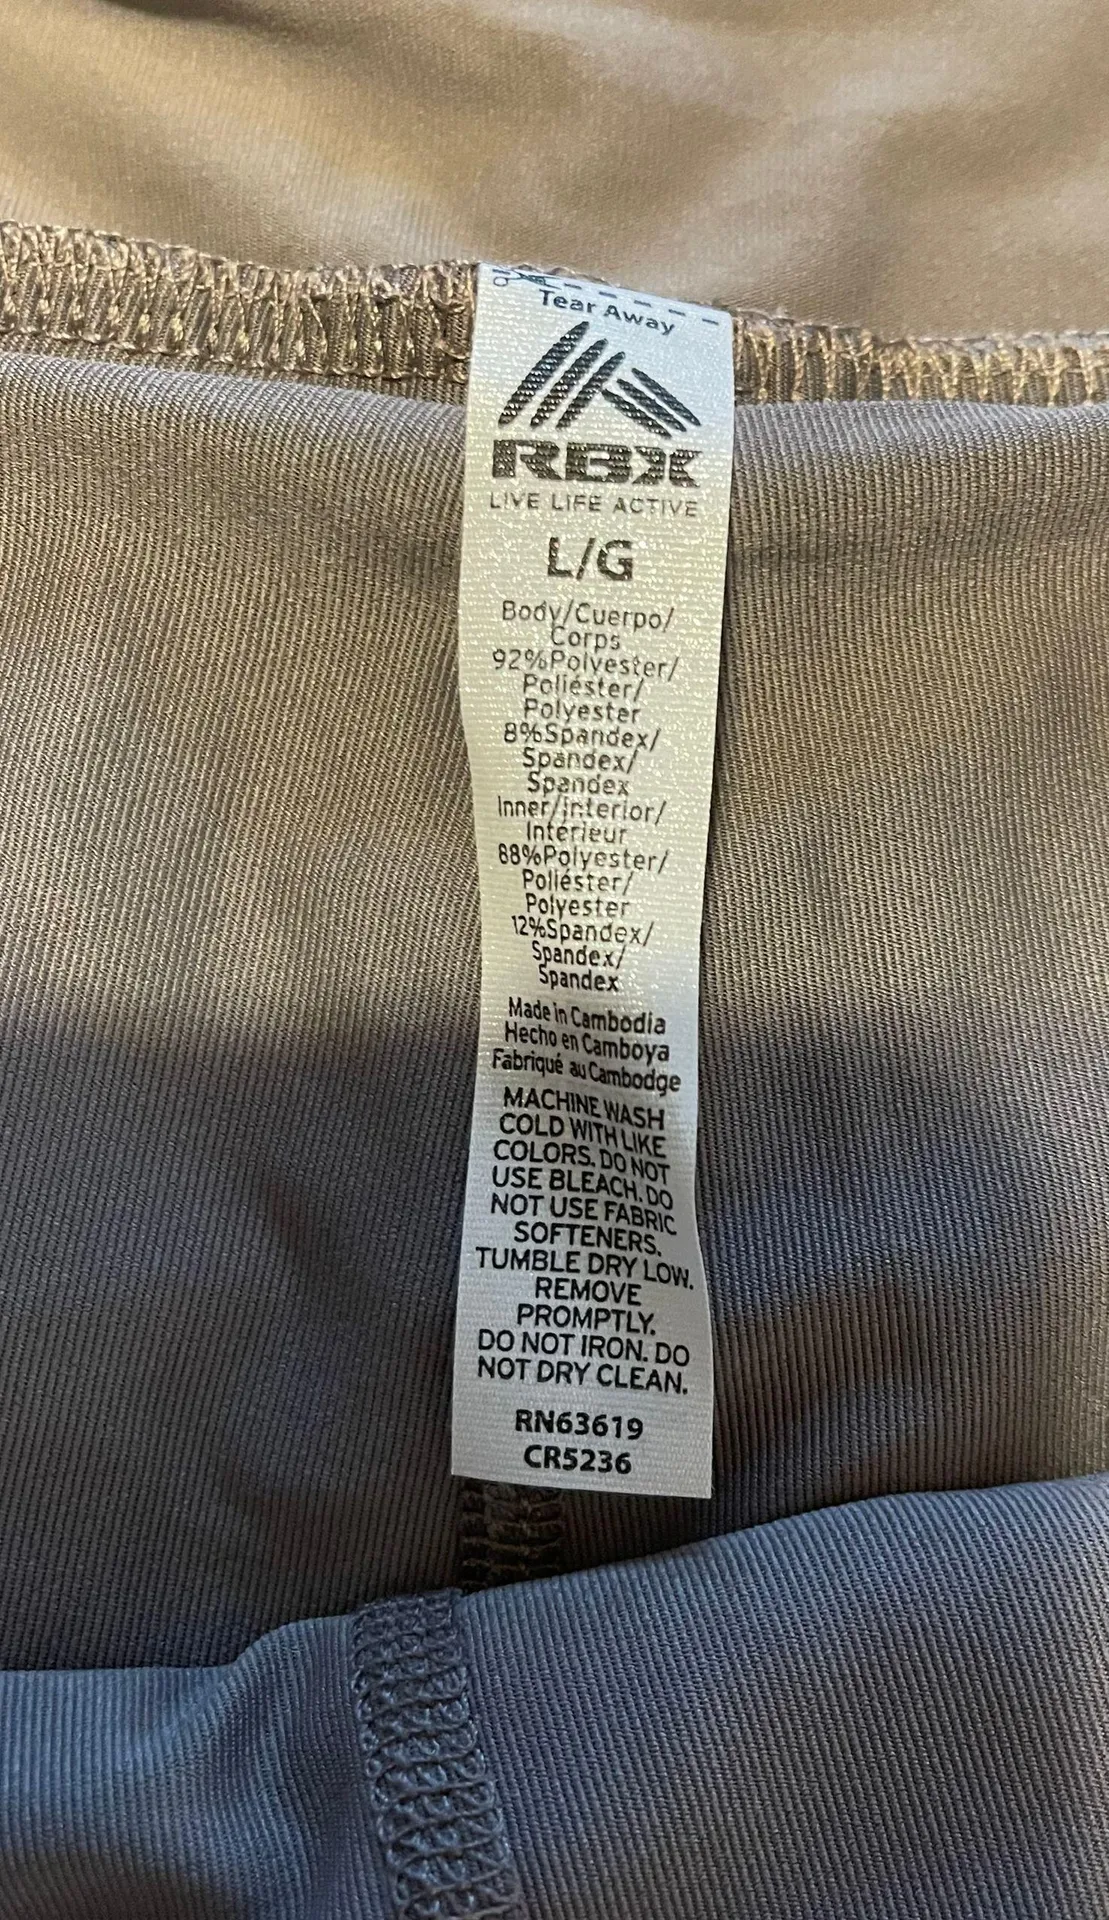 Tear Away
RBX
LIVE LIFE ACTIVE
L/G
Body/Cuerpo/
Corps
92%Polyester/
Poliéster/
Polyester
8%Spandex/
Spandex/
Spandex
Inner/interior/
Intérieur
88%Polyester/
Poliéster/
Polyester
12%Spandex/
Spandex/
Spandex
Made in Cambodia
Hecho en Camboya
Fabriqué au Cambodge
MACHINE WASH
COLD WITH LIKE
COLORS. DO NOT
USE BLEACH. DO
NOT USE FABRIC
SOFTENERS.
TUMBLE DRY LOW.
REMOVE
PROMPTLY.
DO NOT IRON. DO
NOT DRY CLEAN.
RN63619
CR5236